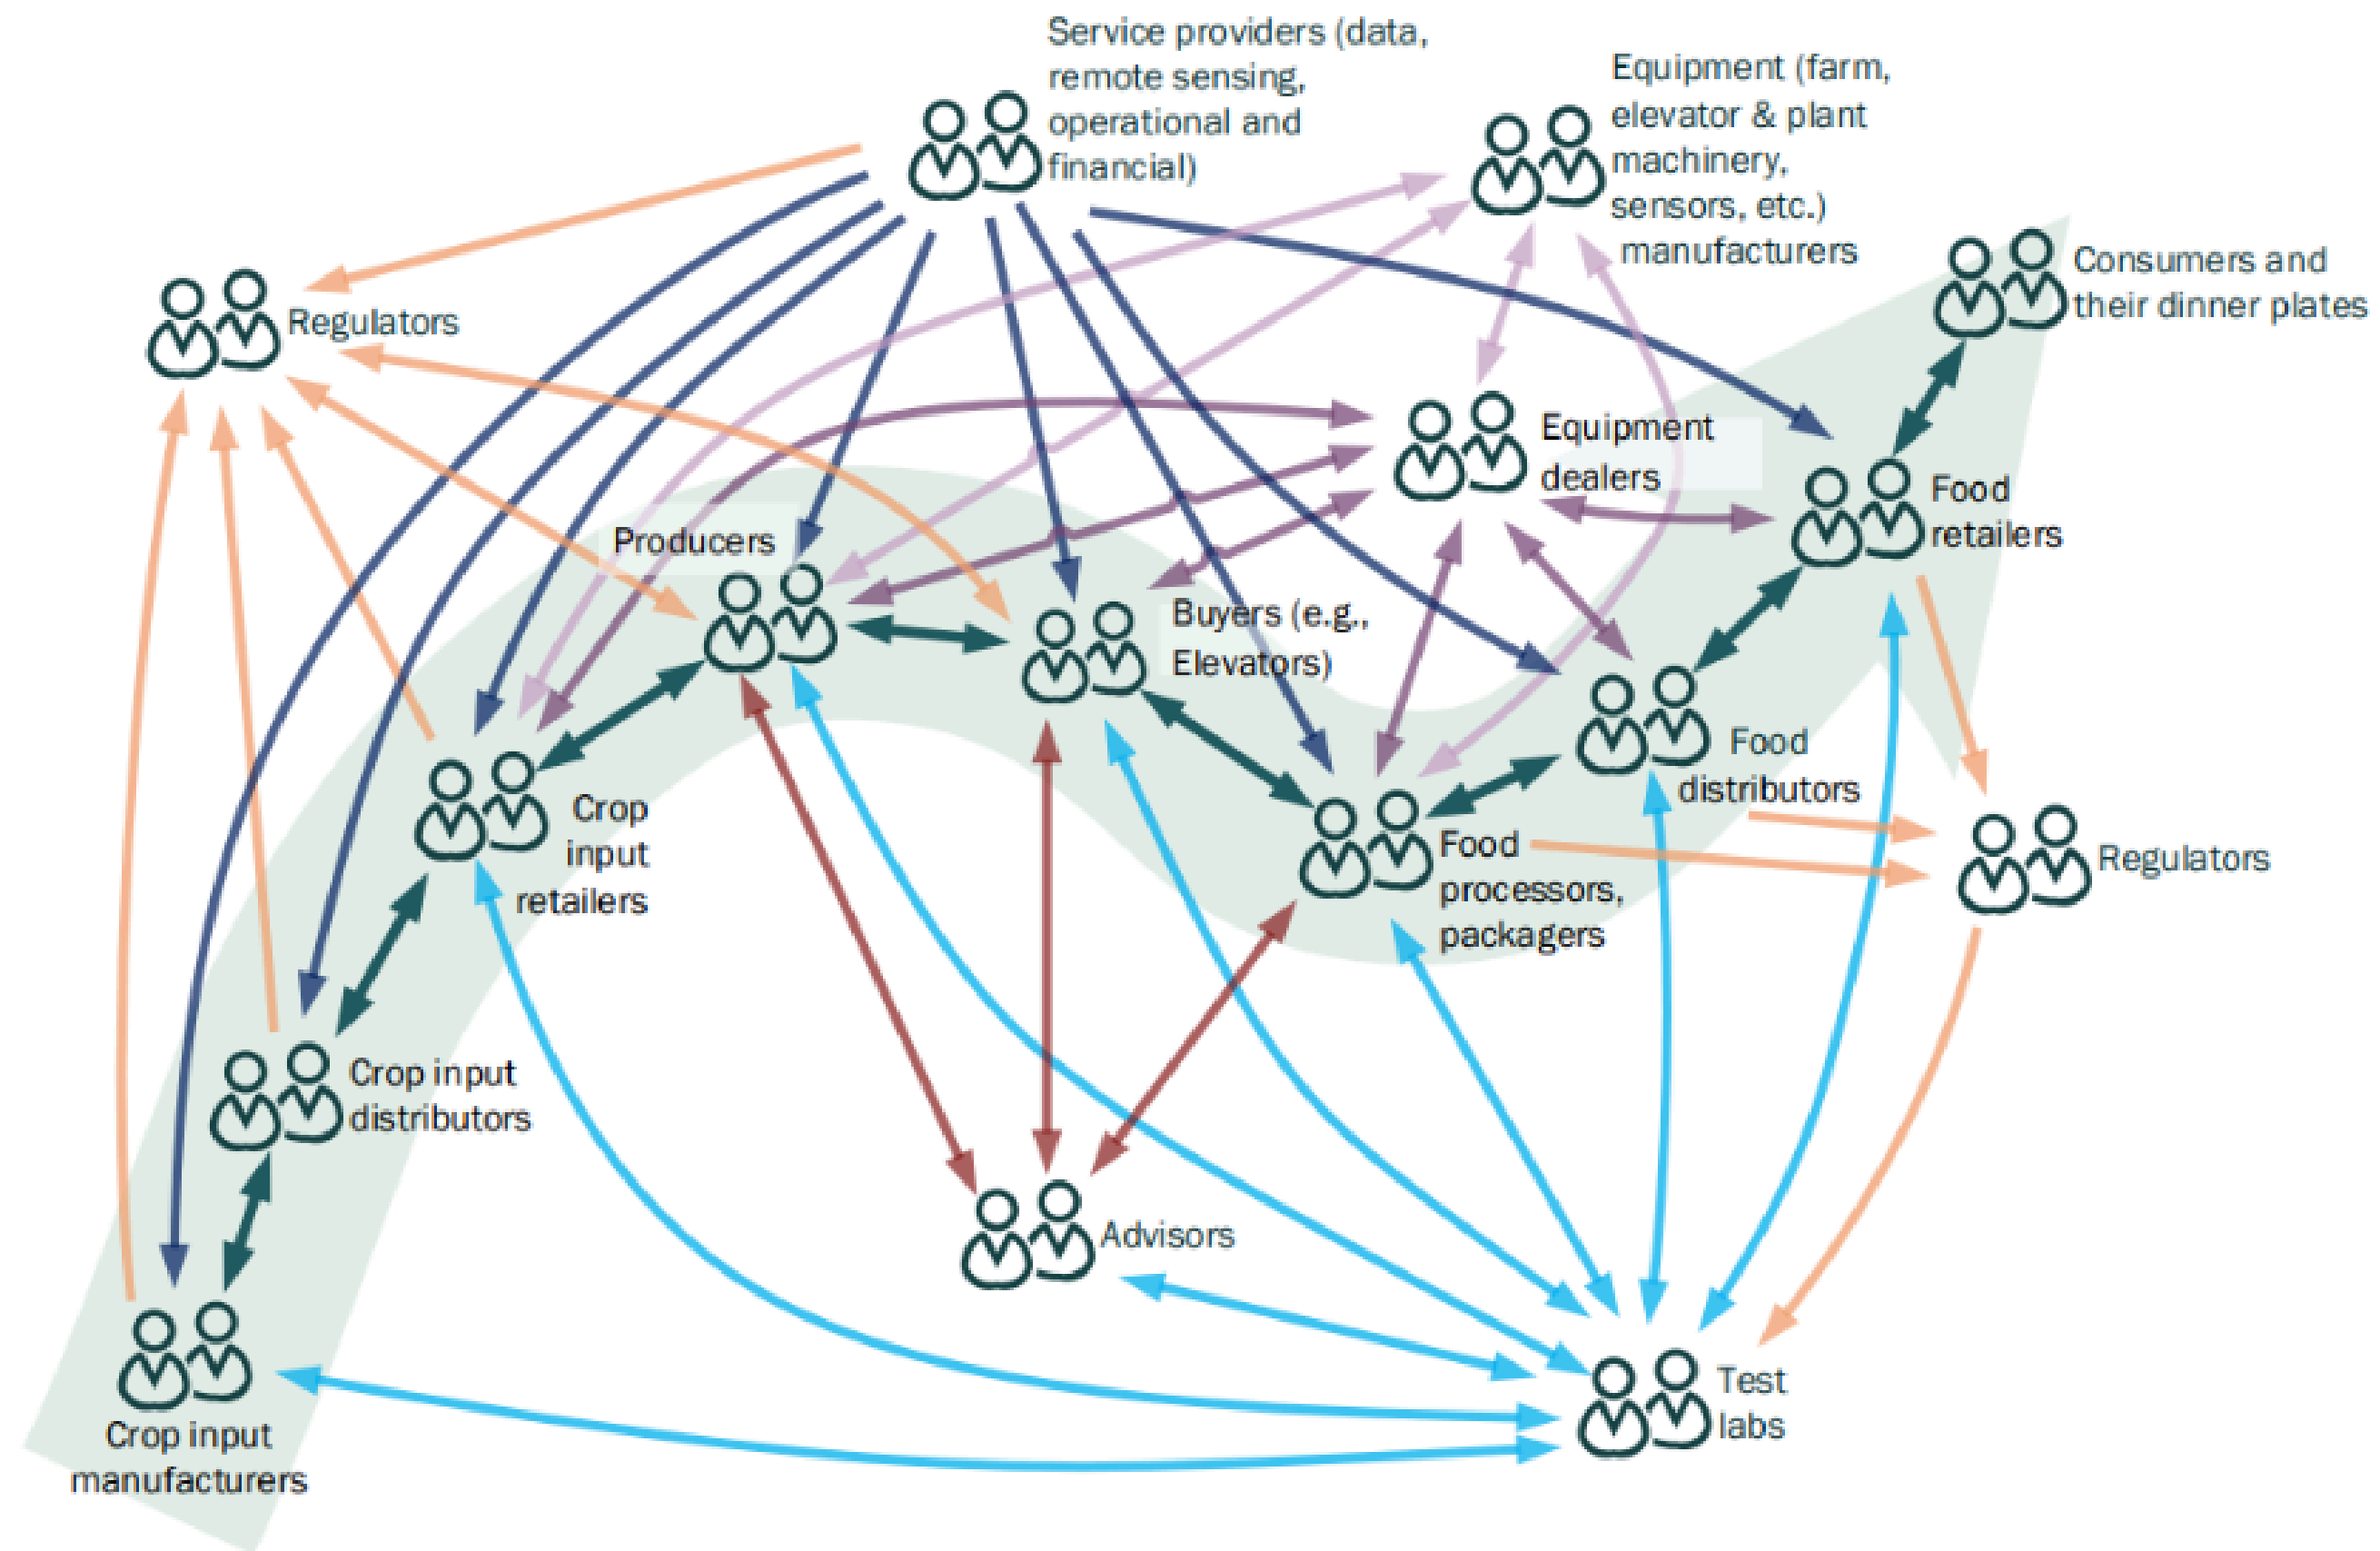 Service providers (data,
remote sensing,
operational and
financial)
Equipment (farm,
elevator & plant
machinery,
sensors, etc.)
manufacturers
Consumers and
their dinner plates
Regulators
Equipment
dealers
Food
retailers
Producers
Buyers (e.g.,
Elevators)
Food
distributors
Crop
input
retailers
Food
processors,
packagers
Regulators
Crop input
distributors
Advisors
Test
labs
Crop input
manufacturers